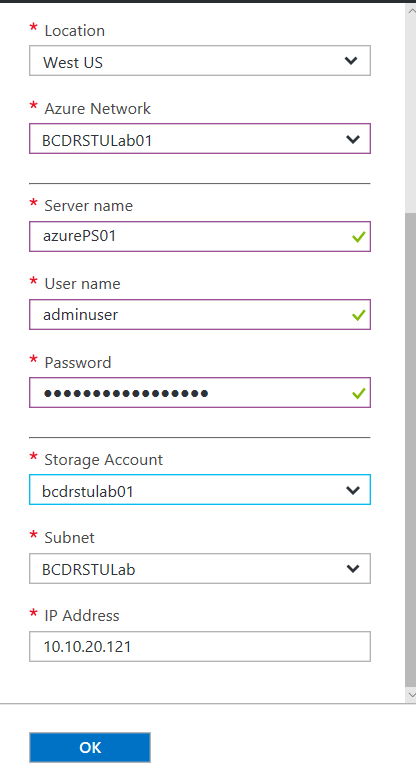 * Location
West US
* Azure Network
BCDRSTULab01
* Server name
azurePS01
* User name
adminuser
* Password
●●●●●●●●●●●●●●●●●
* Storage Account
bcdrstulab01
* Subnet
BCDRSTULab
* IP Address
10.10.20.121
OK